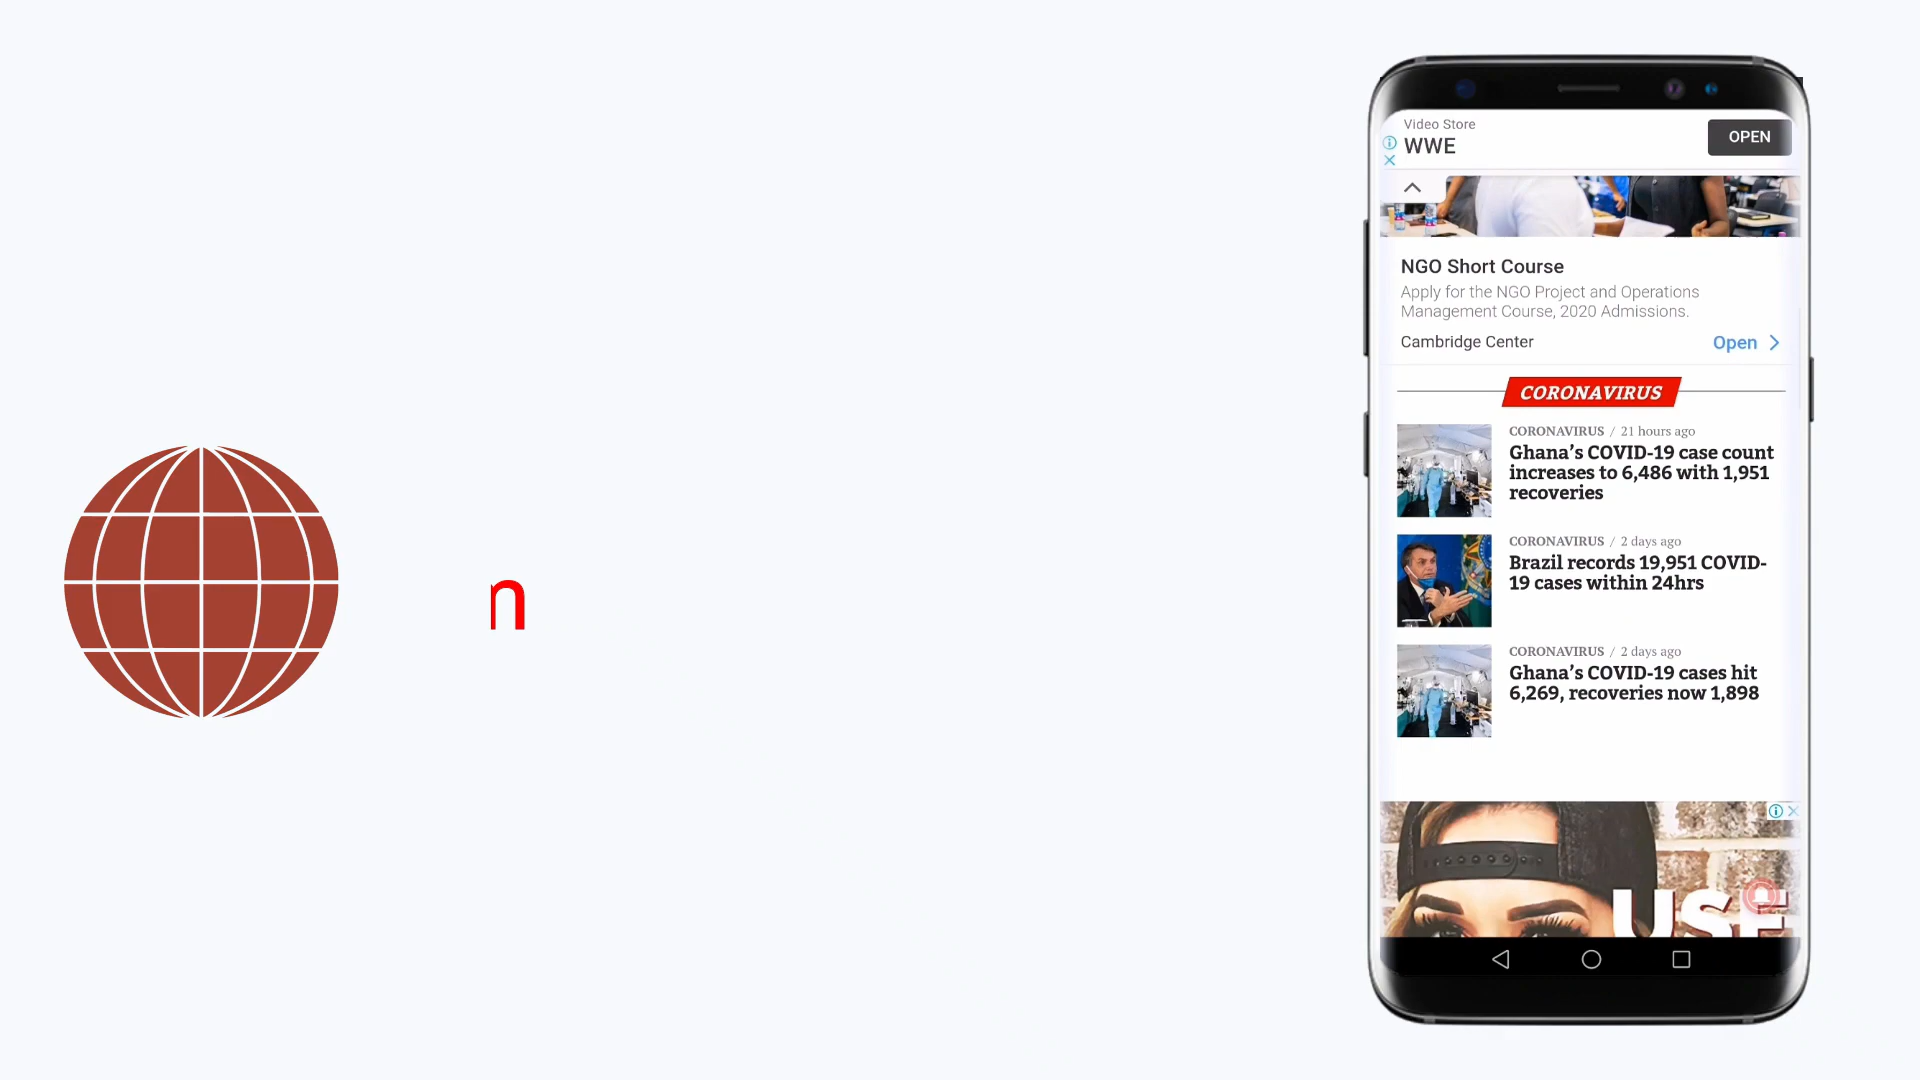 n
Video Store
WWE
OPEN
NGO Short Course
Apply for the NGO Project and Operations
Management Course, 2020 Admissions.
Cambridge Center
Open
CORONAVIRUS
CORONAVIRUS / 21 hours ago
Ghana’s COVID-19 case count
increases to 6,486 with 1,951
recoveries
CORONAVIRUS / 2 days ago
Brazil records 19,951 COVID-
19 cases within 24hrs
CORONAVIRUS / 2 days ago
Ghana’s COVID-19 cases hit
6,269, recoveries now 1,898
USE